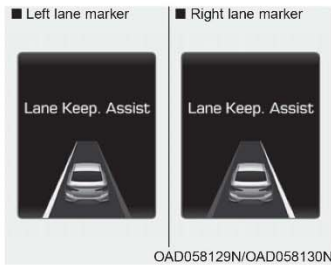 ■ Left lane marker
■ Right lane marker
Lane Keep. Assist
Lane Keep. Assist
OAD058129N/OAD058130N